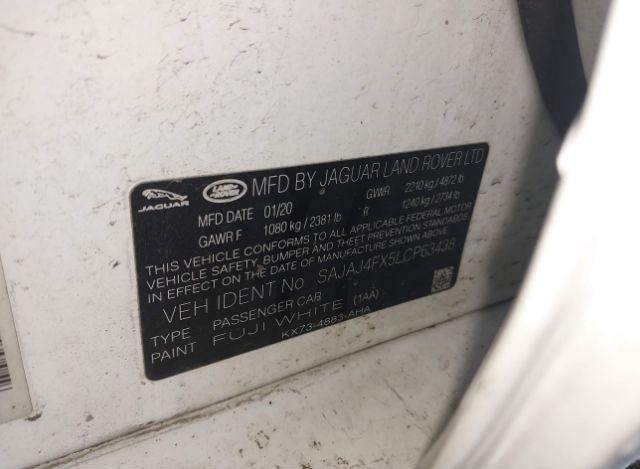 JAGUAR LAND ROVER MFD BY JAGUAR LAND ROVER LTD
MFD DATE 01/20 GVWR 2210 kg / 4872 lb
GAWR F 1080 kg / 2381 lb R 1240 kg / 2734 lb
THIS VEHICLE CONFORMS TO ALL APPLICABLE FEDERAL MOTOR
VEHICLE SAFETY, BUMPER AND THEFT PREVENTION STANDARDS
IN EFFECT ON THE DATE OF MANUFACTURE SHOWN ABOVE
VEH IDENT No SAJAJ4FX5LCP63438
TYPE PASSENGER CAR
PAINT FUJI WHITE (1AA)
KX73-4883-AHA